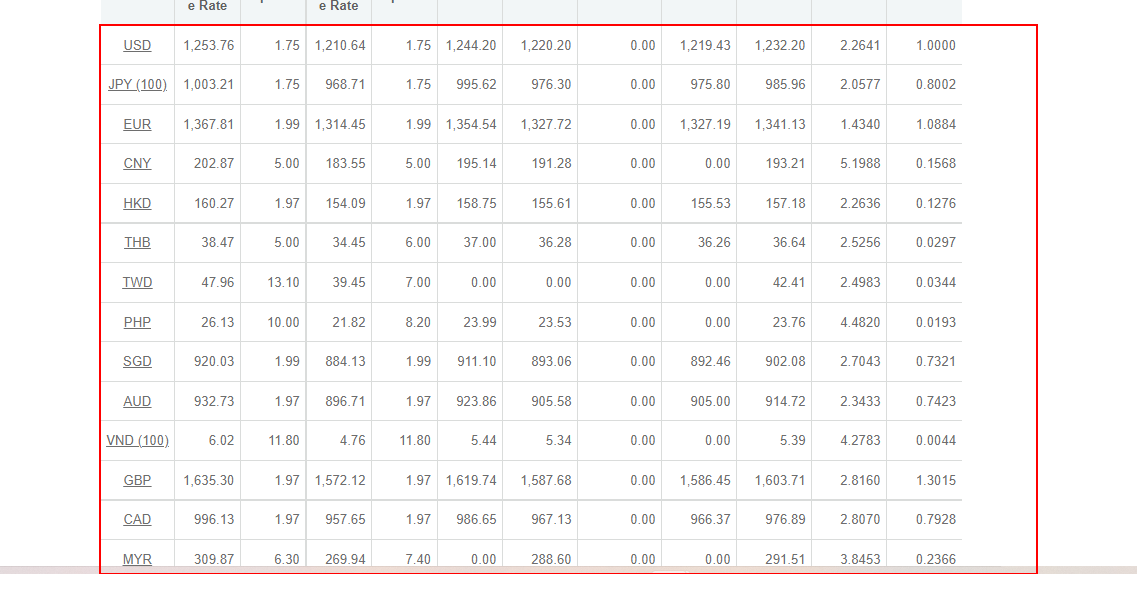 e Rate e Rate
USD 1,253.76 1.75 1,210.64 1.75 1,244.20 1,220.20 0.00 1,219.43 1,232.20 2.2641 1.0000
JPY (100) 1,003.21 1.75 968.71 1.75 995.62 976.30 0.00 975.80 985.96 2.0577 0.8002
EUR 1,367.81 1.99 1,314.45 1.99 1,354.54 1,327.72 0.00 1,327.19 1,341.13 1.4340 1.0884
CNY 202.87 5.00 183.55 5.00 195.14 191.28 0.00 0.00 193.21 5.1988 0.1568
HKD 160.27 1.97 154.09 1.97 158.75 155.61 0.00 155.53 157.18 2.2636 0.1276
THB 38.47 5.00 34.45 6.00 37.00 36.28 0.00 36.26 36.64 2.5256 0.0297
TWD 47.96 13.10 39.45 7.00 0.00 0.00 0.00 0.00 42.41 2.4983 0.0344
PHP 26.13 10.00 21.82 8.20 23.99 23.53 0.00 0.00 23.76 4.4820 0.0193
SGD 920.03 1.99 884.13 1.99 911.10 893.06 0.00 892.46 902.08 2.7043 0.7321
AUD 932.73 1.97 896.71 1.97 923.86 905.58 0.00 905.00 914.72 2.3433 0.7423
VND (100) 6.02 11.80 4.76 11.80 5.44 5.34 0.00 0.00 5.39 4.2783 0.0044
GBP 1,635.30 1.97 1,572.12 1.97 1,619.74 1,587.68 0.00 1,586.45 1,603.71 2.8160 1.3015
CAD 996.13 1.97 957.65 1.97 986.65 967.13 0.00 966.37 976.89 2.8070 0.7928
MYR 309.87 6.30 269.94 7.40 0.00 288.60 0.00 0.00 291.51 3.8453 0.2366